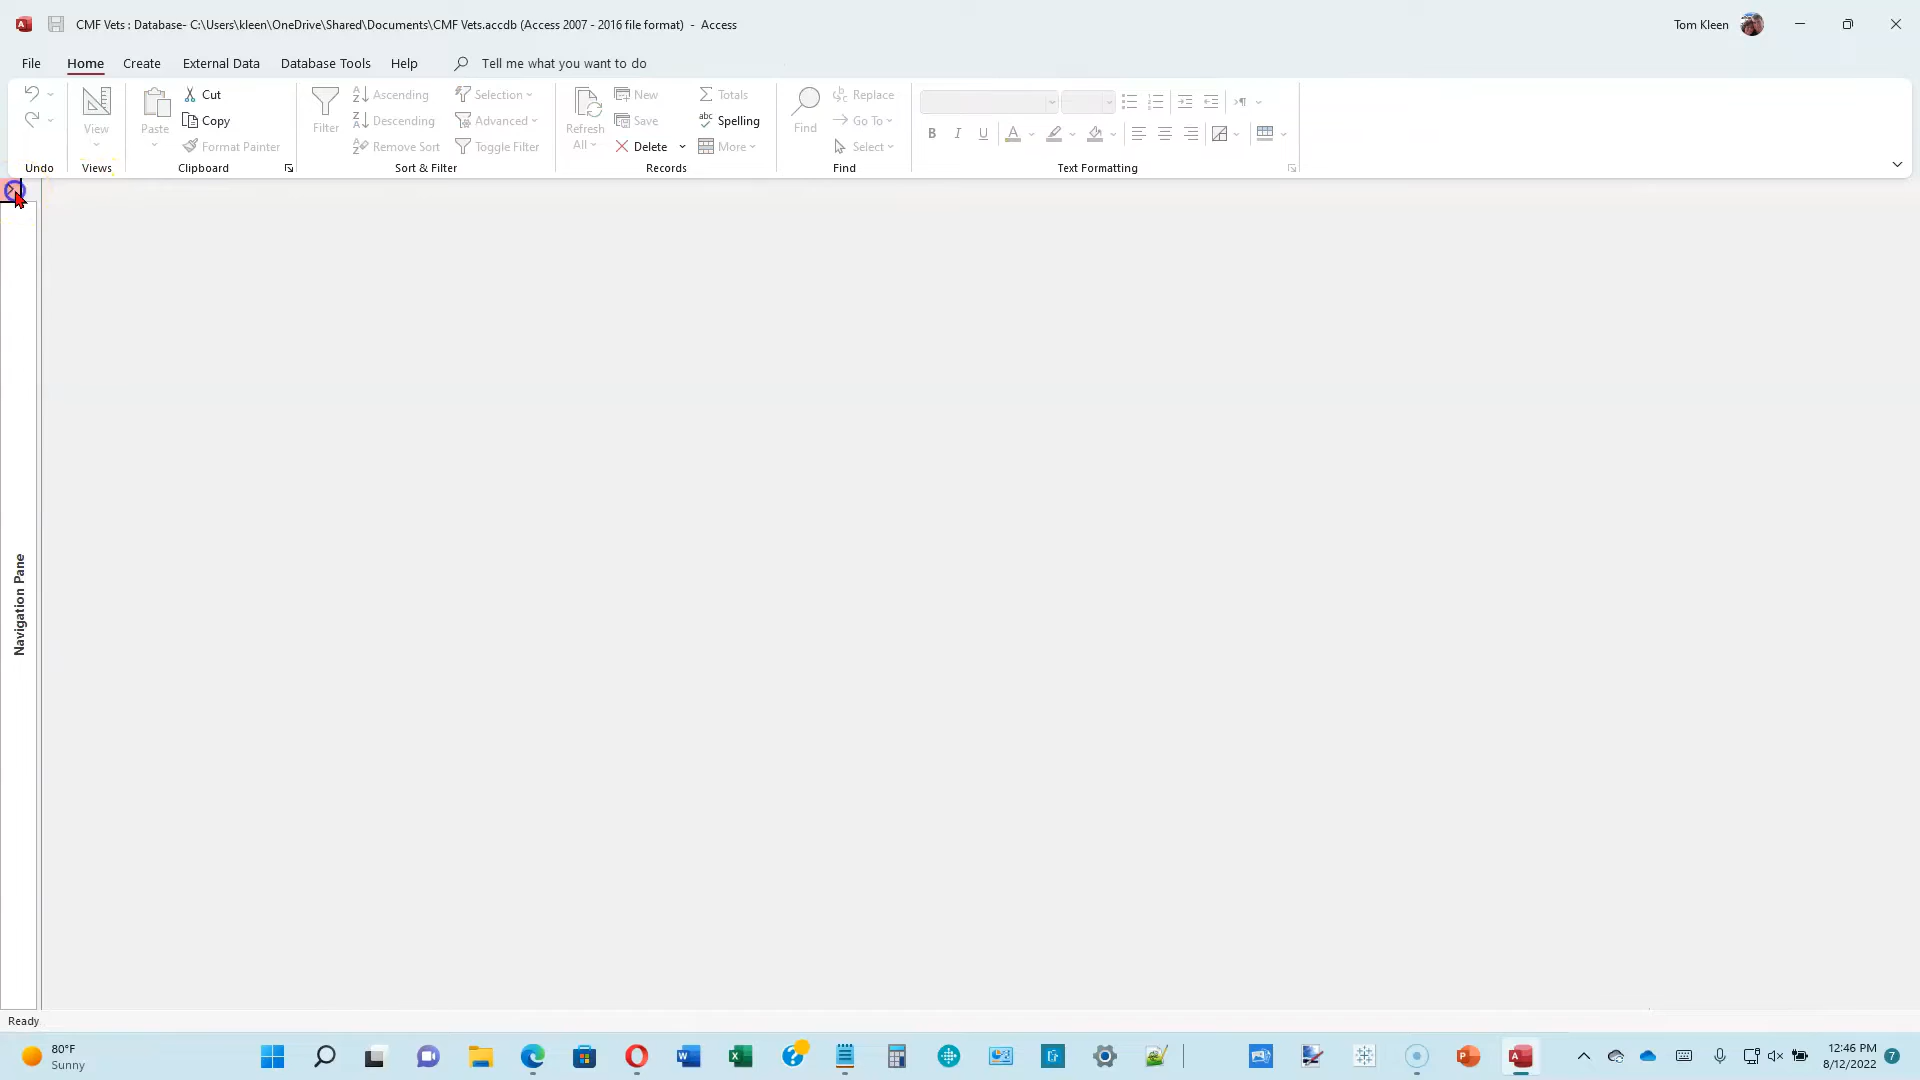 CMF Vets : Database- C:\Users\kleen\OneDrive\Shared\Documents\CMF Vets.accdb (Access 2007 - 2016 file format)  -  Access
Tom Kleen
File
Home
Create
External Data
Database Tools
Help
Tell me what you want to do
View
Paste
Cut
Copy
Format Painter
Filter
Ascending
Descending
Remove Sort
Selection
Advanced
Toggle Filter
Refresh
All
New
Save
Delete
Totals
Spelling
More
Find
Replace
Go To
Select
B I U
Undo
Views
Clipboard
Sort & Filter
Records
Find
Text Formatting
Navigation Pane
Ready
80°F
Sunny
12:46 PM
8/12/2022
7